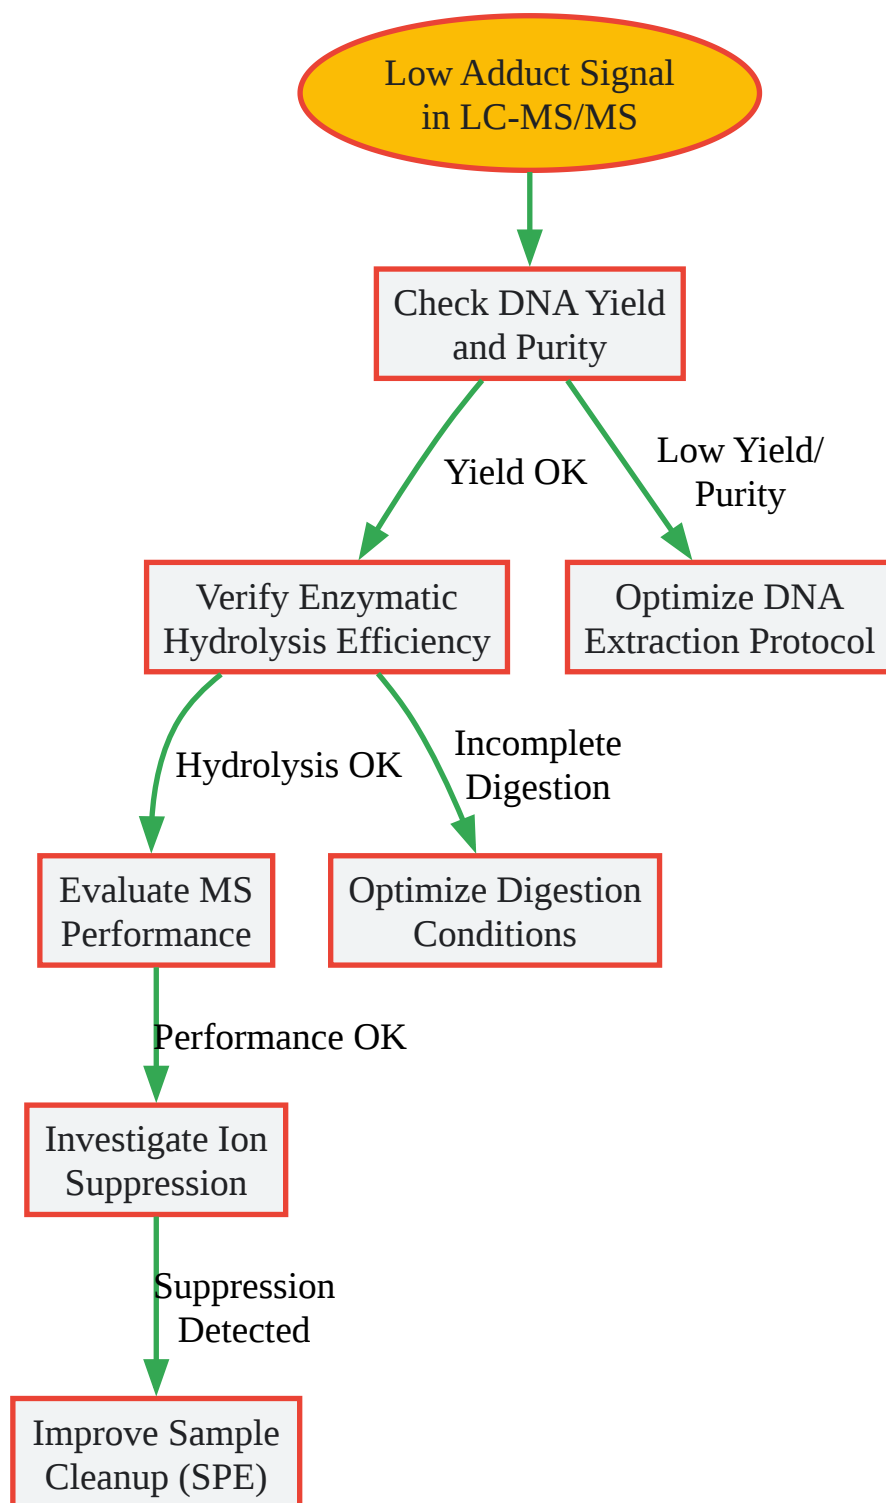 Low Adduct Signal
in LC-MS/MS
Check DNA Yield
and Purity
Yield OK
Low Yield/
Purity
Verify Enzymatic
Hydrolysis Efficiency
Optimize DNA
Extraction Protocol
Hydrolysis OK
Incomplete
Digestion
Evaluate MS
Performance
Optimize Digestion
Conditions
Performance OK
Investigate Ion
Suppression
Suppression
Detected
Improve Sample
Cleanup (SPE)